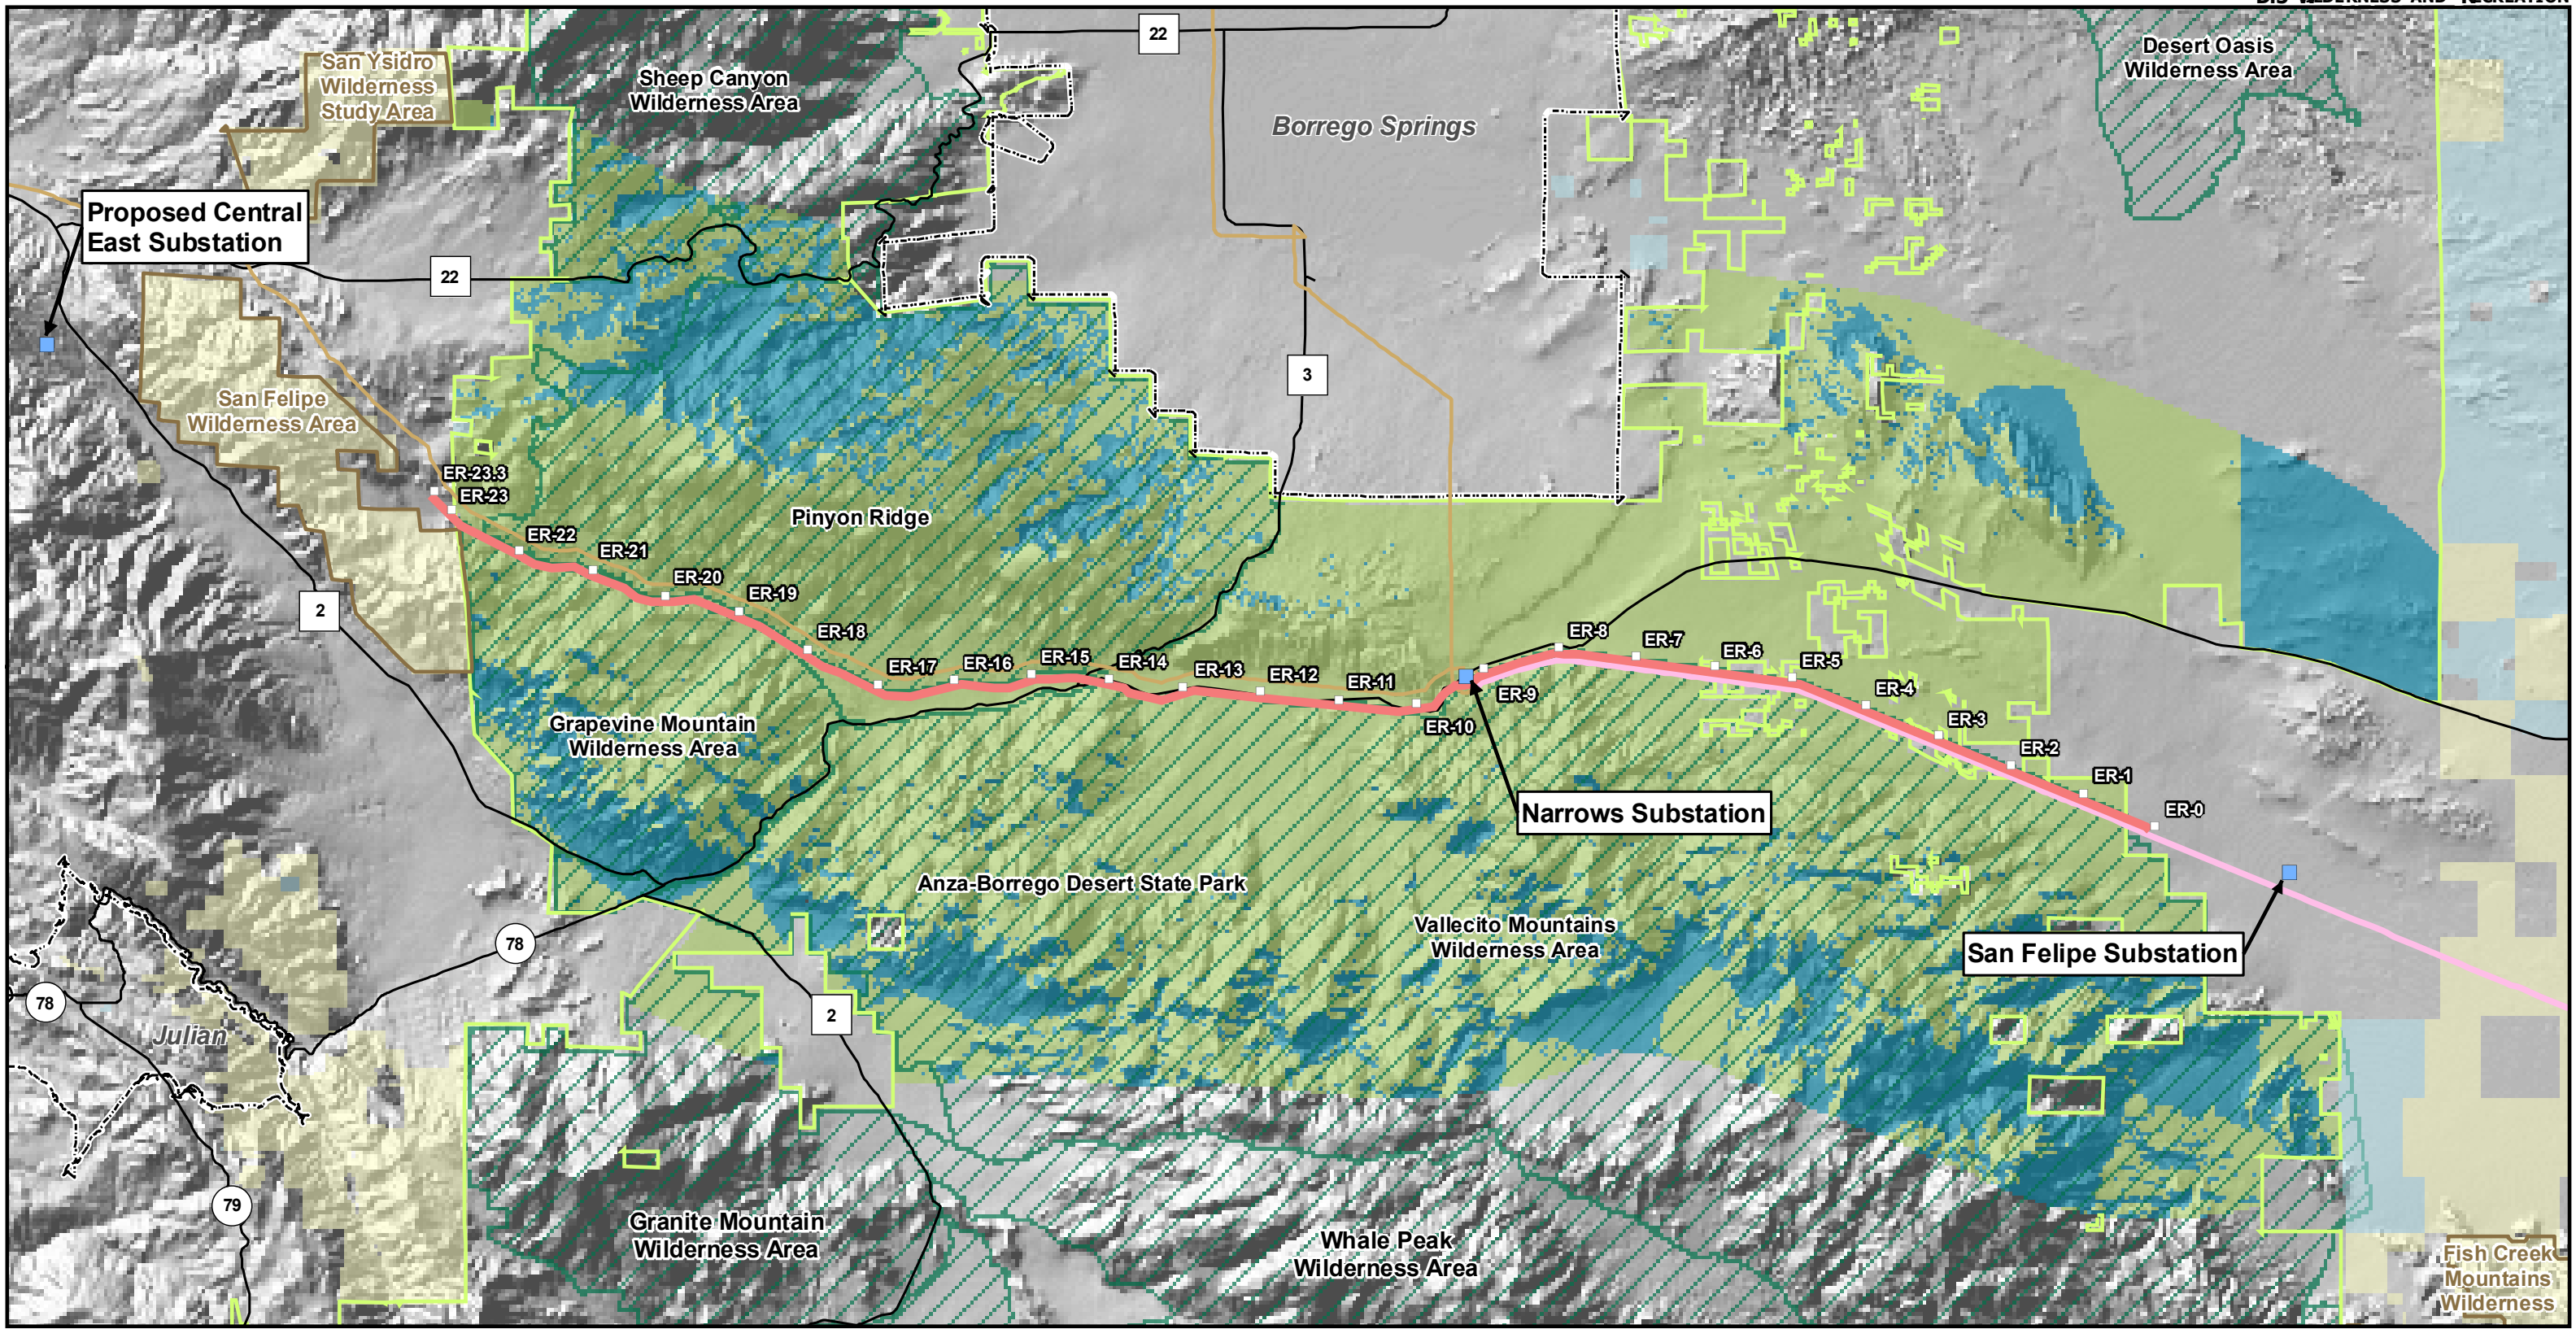 D.5 WILDERNESS AND RECREATION
22
San Ysidro
Wilderness
Study Area
Sheep Canyon
Wilderness Area
Desert Oasis
Wilderness Area
Borrego Springs
Proposed Central
East Substation
22
3
San Felipe
Wilderness Area
ER-23.3
ER-23
Pinyon Ridge
ER-22
ER-21
ER-20
ER-19
ER-18
ER-17
ER-16
ER-15
ER-14
ER-13
ER-12
ER-11
ER-10
ER-9
ER-8
ER-7
ER-6
ER-5
ER-4
ER-3
ER-2
ER-1
ER-0
2
Grapevine Mountain
Wilderness Area
Narrows Substation
Anza-Borrego Desert State Park
Vallecito Mountains
Wilderness Area
San Felipe Substation
78
78
2
Julian
79
Granite Mountain
Wilderness Area
Whale Peak
Wilderness Area
Fish Creek
Mountains
Wilderness